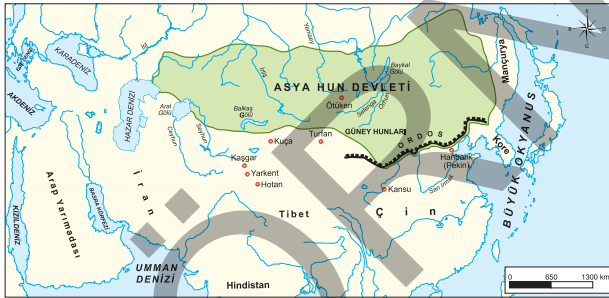 KARADENİZ
AKDENİZ
HAZAR DENİZİ
Aral
Gölü
Ceyhun
Seyhun
Balkaş
Gölü
İrtiş
Yenisey
Baykal
Gölü
ASYA HUN DEVLETİ
Ötüken
Selenga
Orhun
Mançurya
GÜNEY HUNLARI
ORDOS
Kore
BÜYÜK OKYANUS
Turfan
Kuça
Kaşgar
Yarkent
Hotan
Hanbalık
(Pekin)
Sarı Irmak
Kansu
İran
Tibet
Çin
Arap Yarımadası
BASRA KÖRFEZİ
KIZILDENİZ
UMMAN
DENİZİ
Hindistan
K
B
D
G
0 650 1300 km